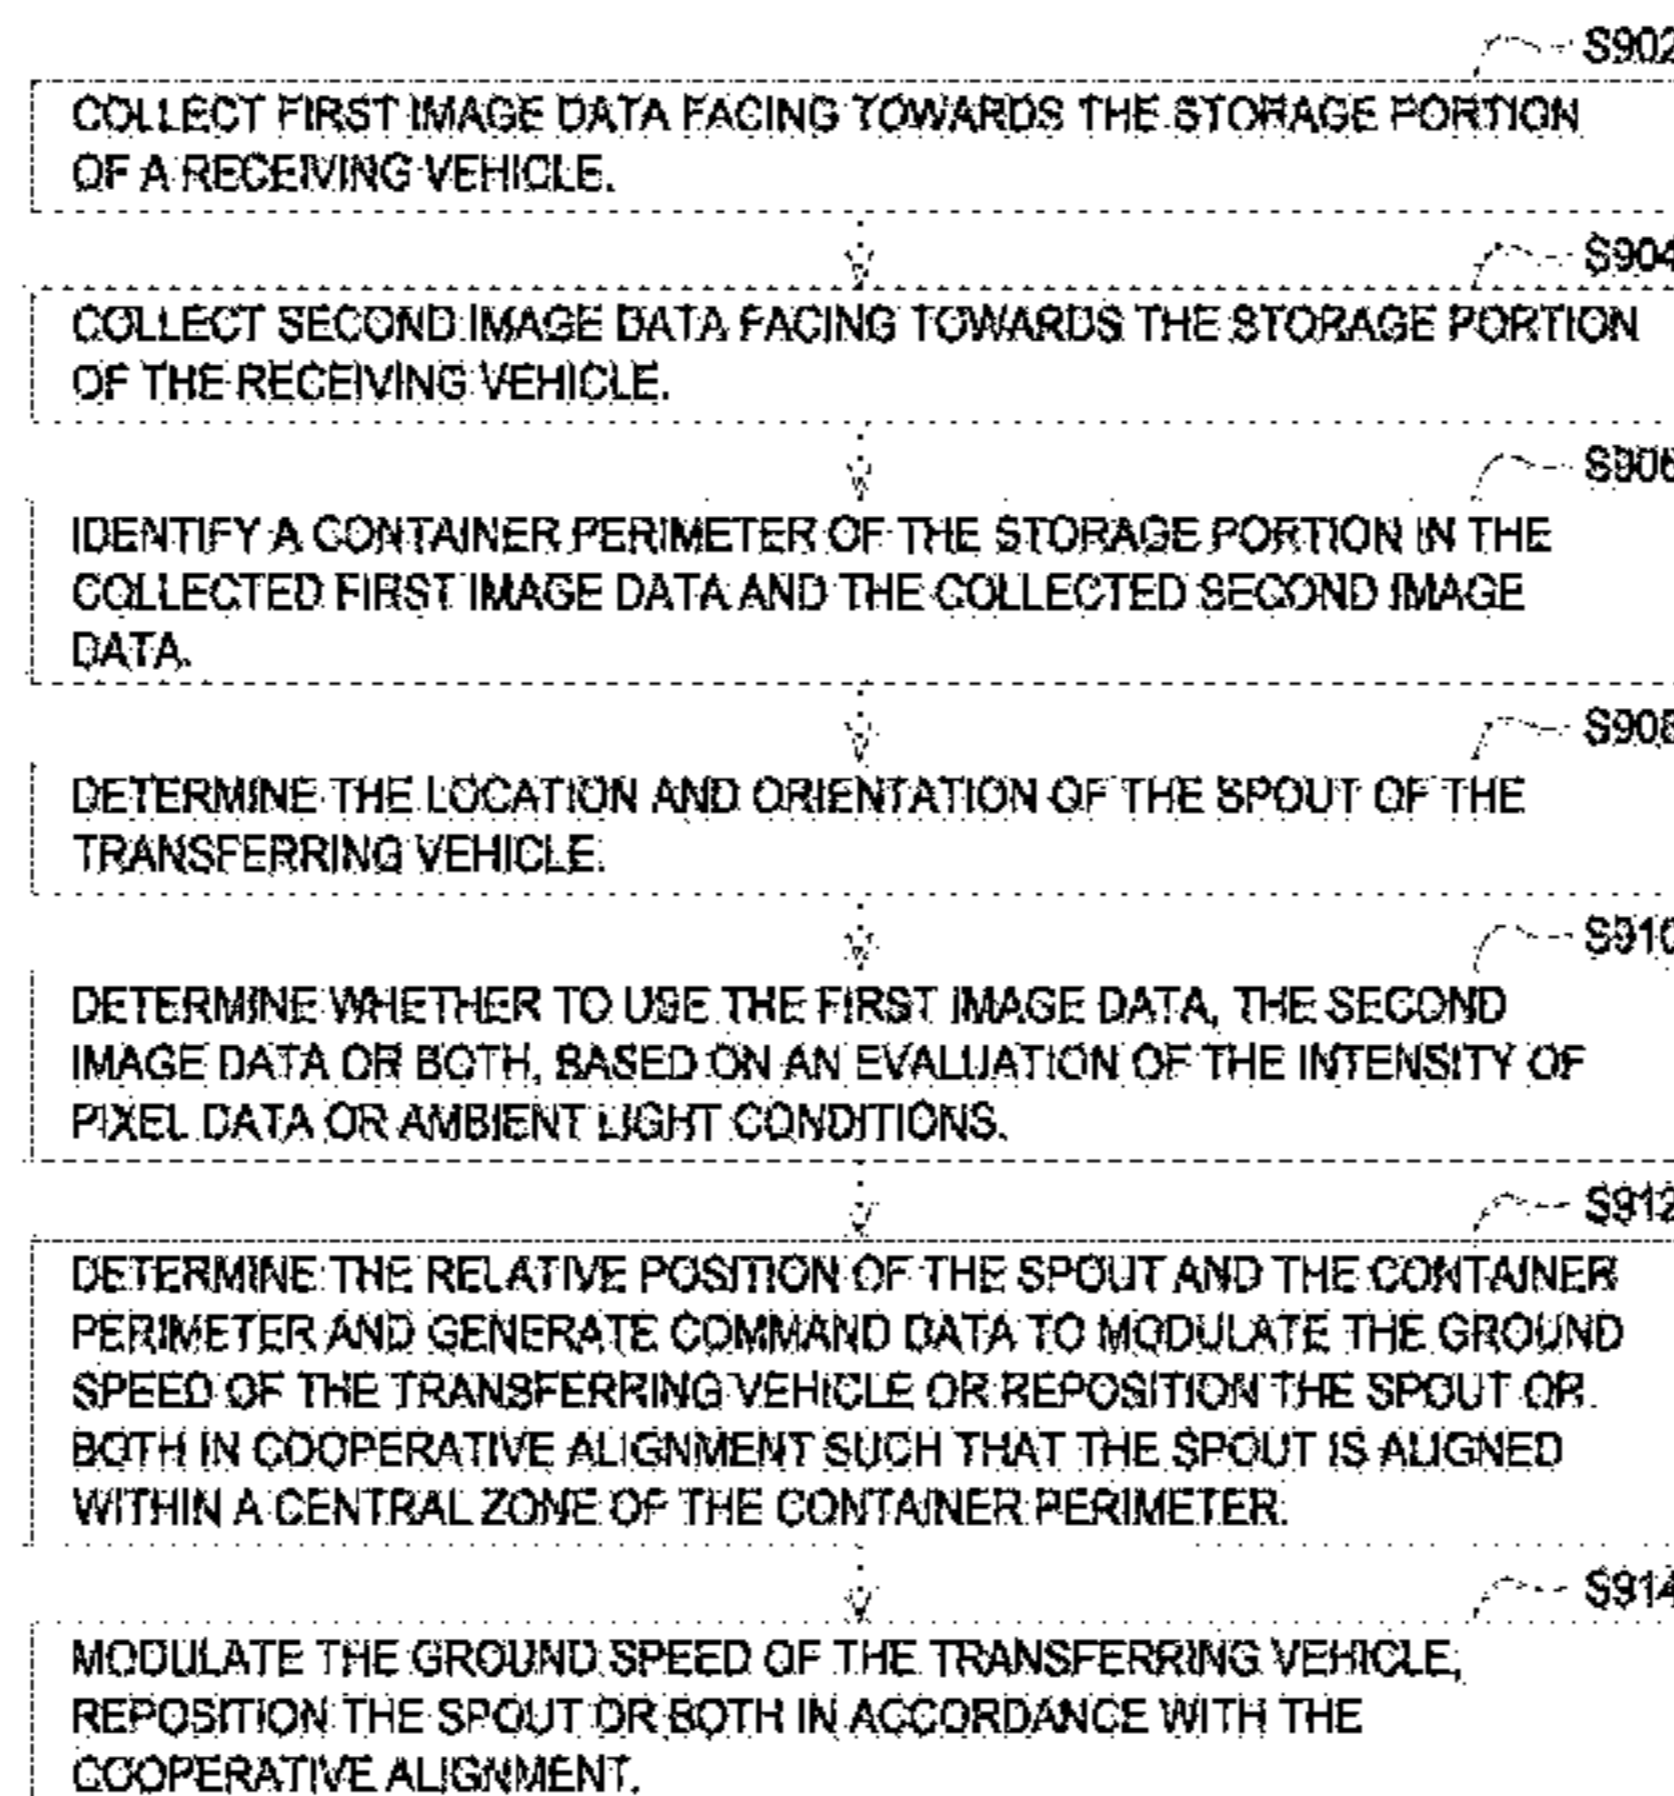 S902
COLLECT FIRST IMAGE DATA FACING TOWARDS THE STORAGE PORTION
OF A RECEIVING VEHICLE.
S904
COLLECT SECOND IMAGE DATA FACING TOWARDS THE STORAGE PORTION
OF THE RECEIVING VEHICLE.
S906
IDENTIFY A CONTAINER PERIMETER OF THE STORAGE PORTION IN THE
COLLECTED FIRST IMAGE DATA AND THE COLLECTED SECOND IMAGE
DATA.
S908
DETERMINE THE LOCATION AND ORIENTATION OF THE SPOUT OF THE
TRANSFERRING VEHICLE.
S910
DETERMINE WHETHER TO USE THE FIRST IMAGE DATA, THE SECOND
IMAGE DATA OR BOTH, BASED ON AN EVALUATION OF THE INTENSITY OF
PIXEL DATA OR AMBIENT LIGHT CONDITIONS.
S912
DETERMINE THE RELATIVE POSITION OF THE SPOUT AND THE CONTAINER
PERIMETER AND GENERATE COMMAND DATA TO MODULATE THE GROUND
SPEED OF THE TRANSFERRING VEHICLE OR REPOSITION THE SPOUT OR
BOTH IN COOPERATIVE ALIGNMENT SUCH THAT THE SPOUT IS ALIGNED
WITHIN A CENTRAL ZONE OF THE CONTAINER PERIMETER.
S914
MODULATE THE GROUND SPEED OF THE TRANSFERRING VEHICLE,
REPOSITION THE SPOUT OR BOTH IN ACCORDANCE WITH THE
COOPERATIVE ALIGNMENT.